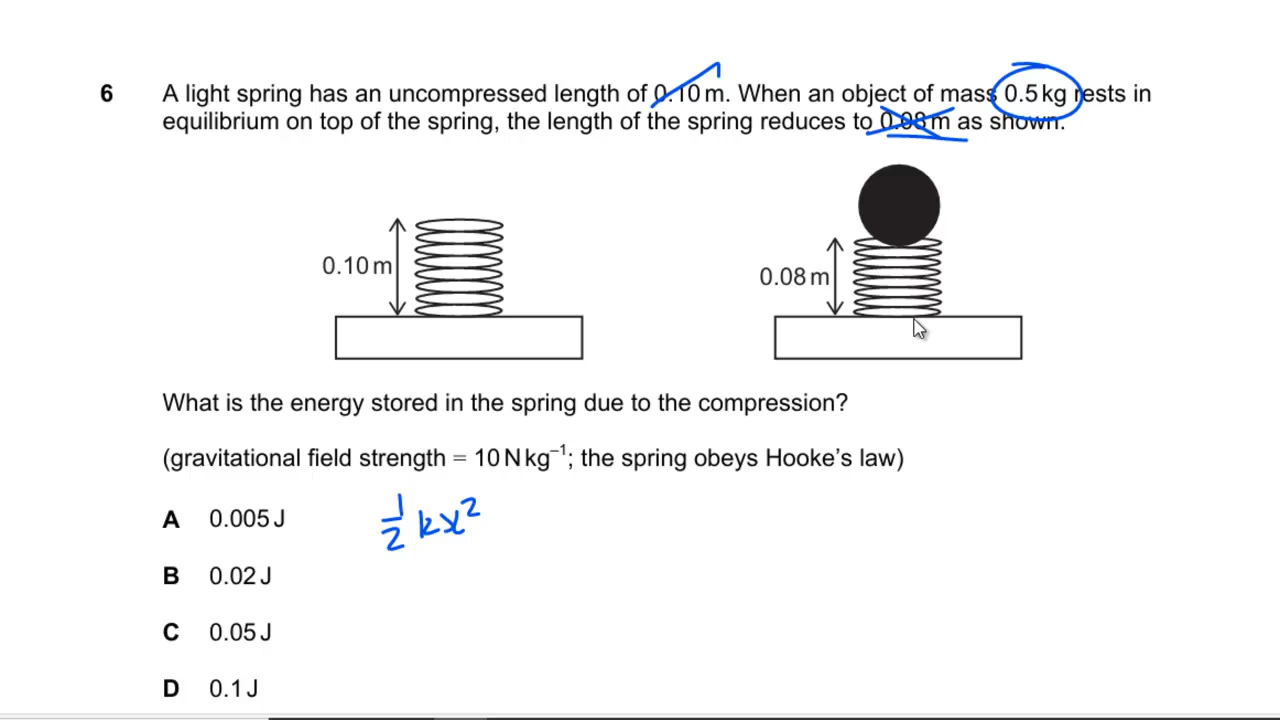 6 A light spring has an uncompressed length of 0.10 m. When an object of mass 0.5 kg rests in
equilibrium on top of the spring, the length of the spring reduces to 0.08 m as shown.
0.10 m
0.08 m
What is the energy stored in the spring due to the compression?
(gravitational field strength = 10 N kg⁻¹; the spring obeys Hooke's law)
A 0.005 J
½ kx²
B 0.02 J
C 0.05 J
D 0.1 J